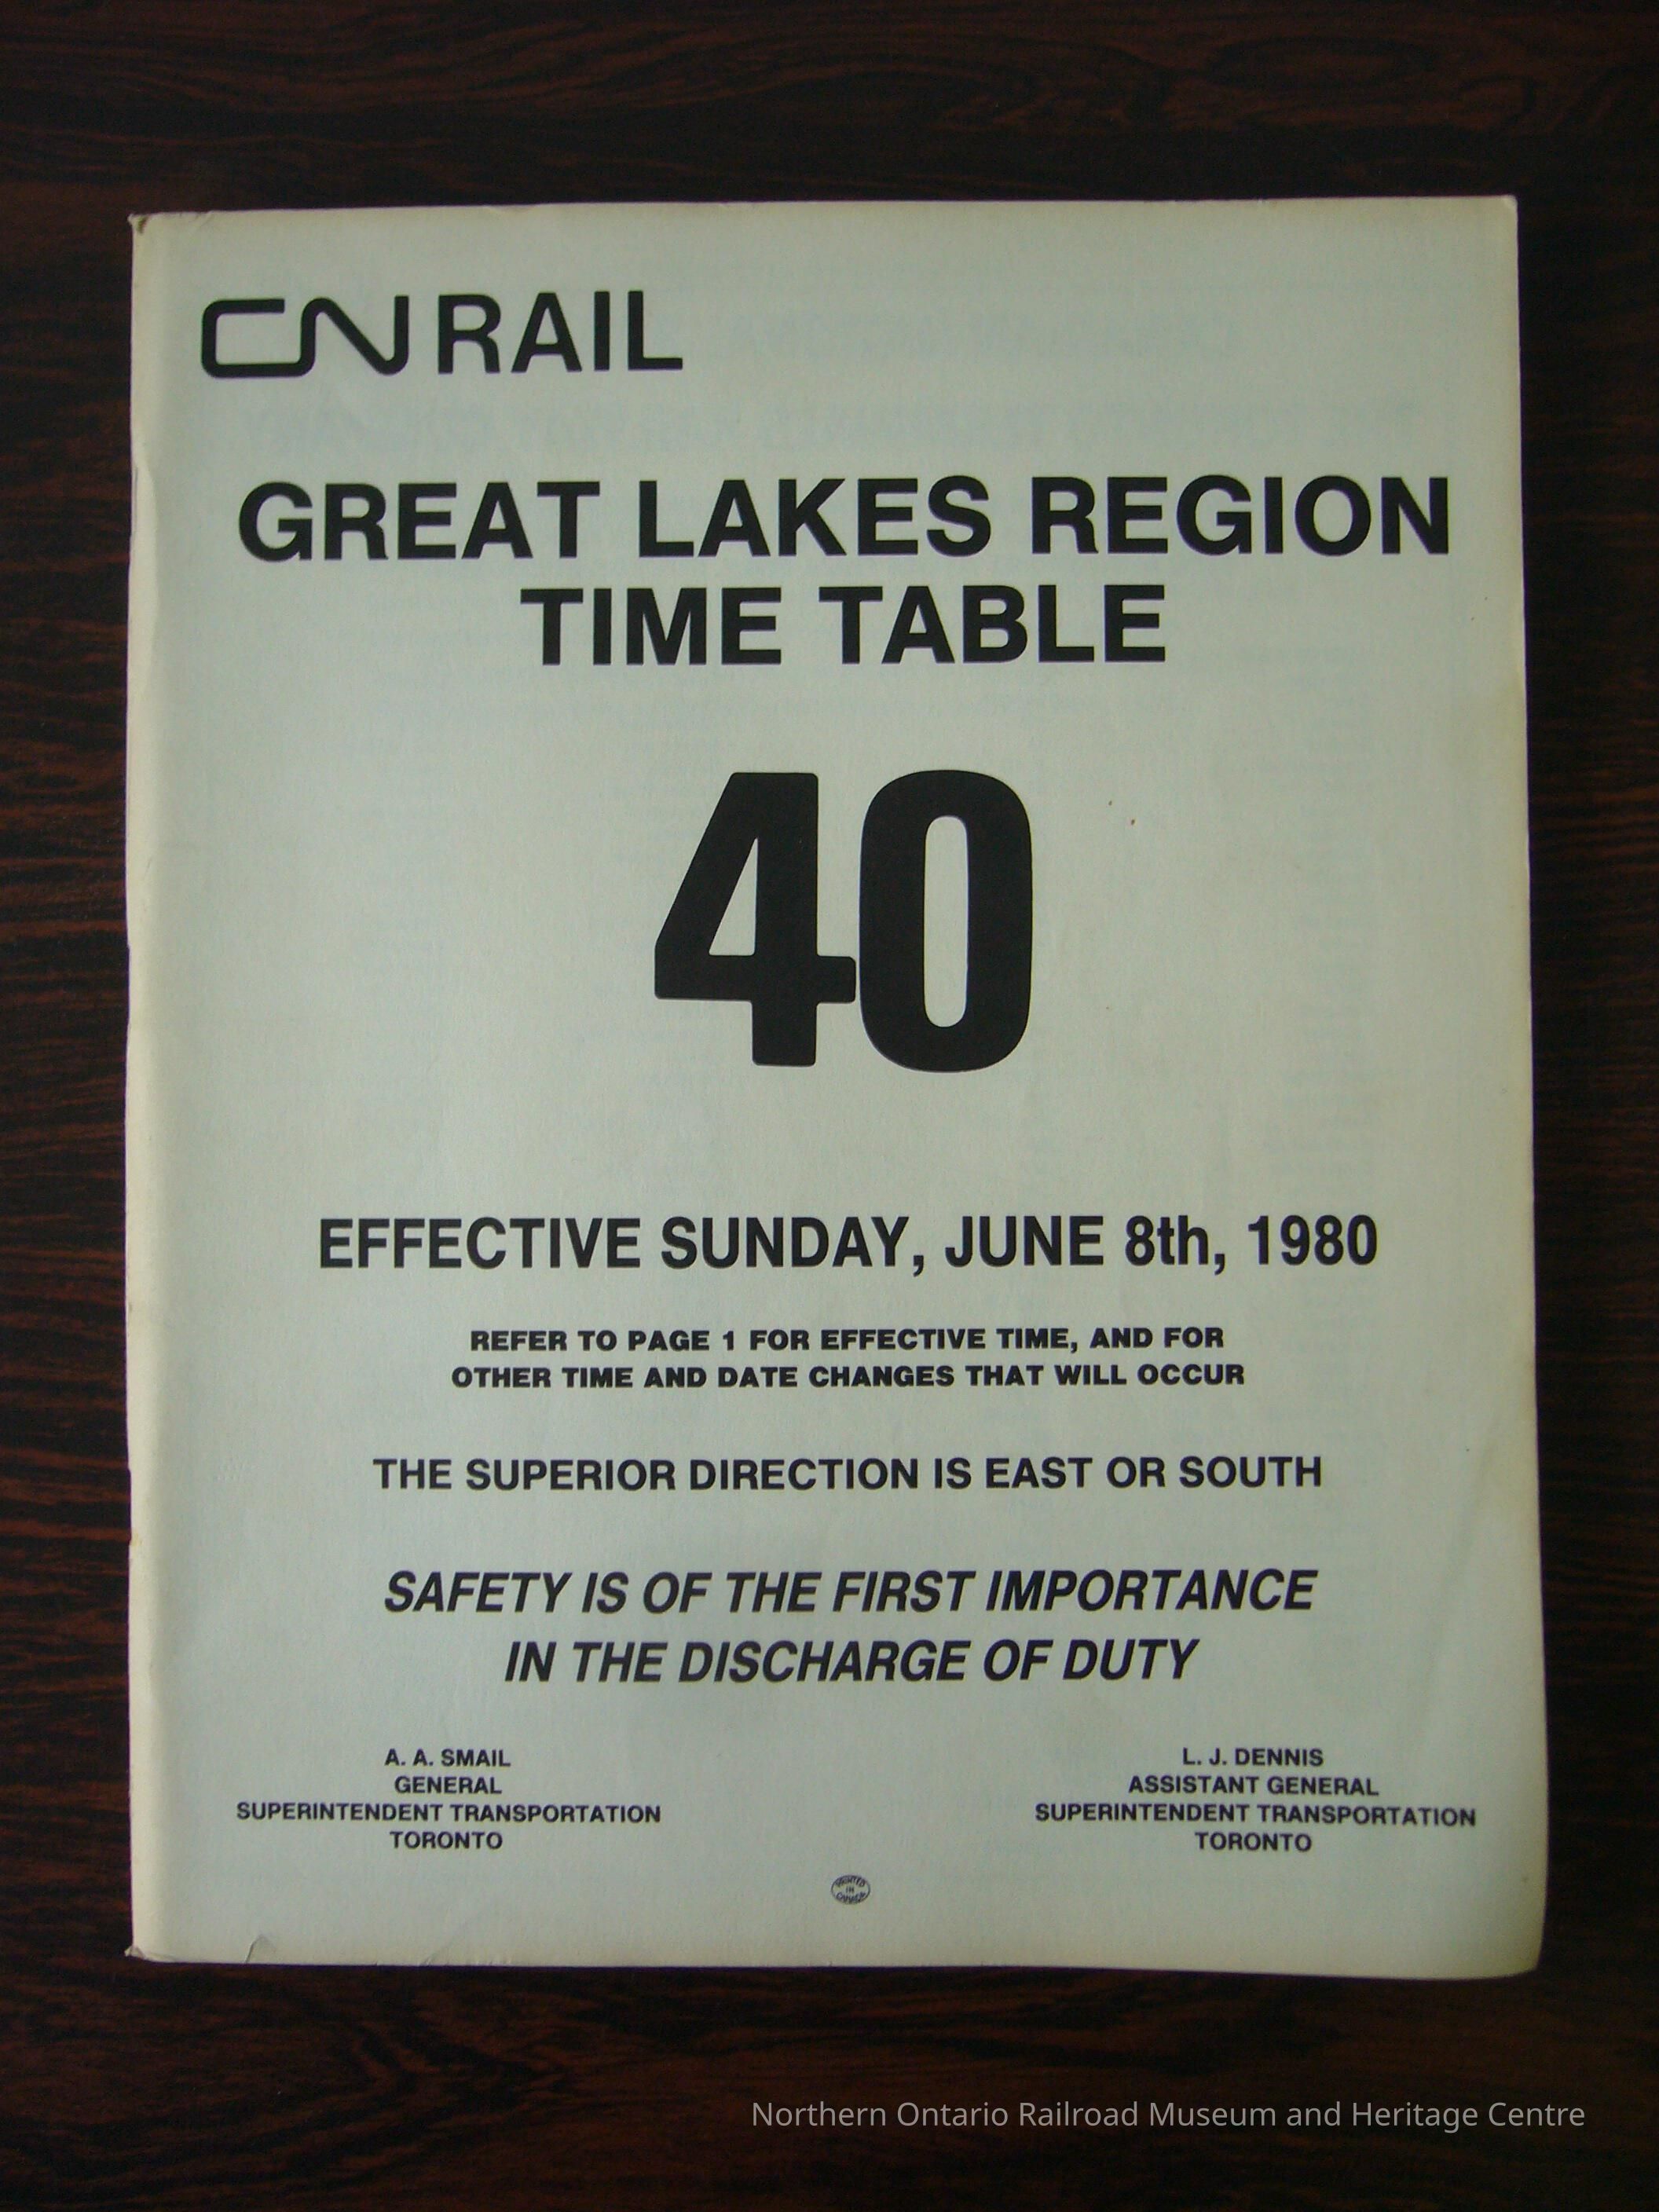 CN RAIL
GREAT LAKES REGION
TIME TABLE
40
EFFECTIVE SUNDAY, JUNE 8th, 1980
REFER TO PAGE 1 FOR EFFECTIVE TIME, AND FOR
OTHER TIME AND DATE CHANGES THAT WILL OCCUR
THE SUPERIOR DIRECTION IS EAST OR SOUTH
SAFETY IS OF THE FIRST IMPORTANCE
IN THE DISCHARGE OF DUTY
A. A. SMAIL
GENERAL
SUPERINTENDENT TRANSPORTATION
TORONTO
L. J. DENNIS
ASSISTANT GENERAL
SUPERINTENDENT TRANSPORTATION
TORONTO
PRINTED
IN
CANADA
Northern Ontario Railroad Museum and Heritage Centre